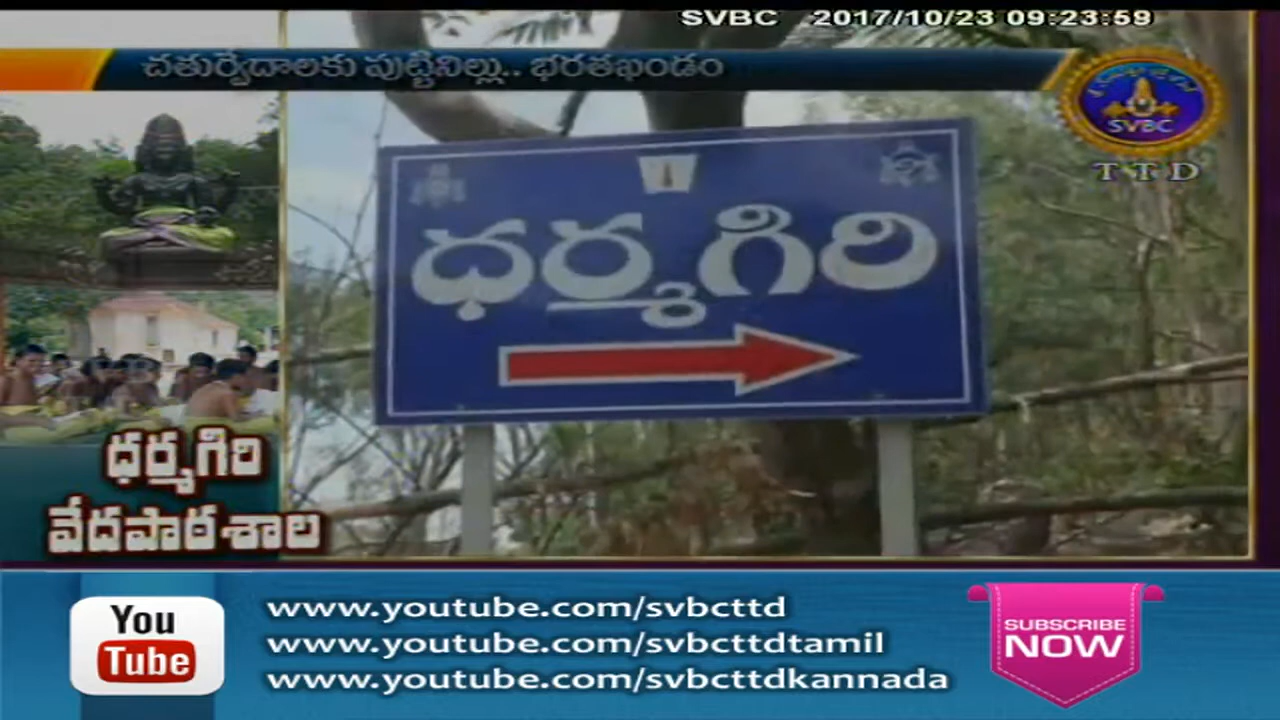 SVBC 2017/10/23 09:23:59
చతుర్వేదాలకు పుట్టినిల్లు.. భరతఖండం
SVBC
TTD
ధర్మగిరి
ధర్మగిరి
వేదపాఠశాల
You
Tube
www.youtube.com/svbcttd
www.youtube.com/svbcttdtamil
www.youtube.com/svbcttdkannada
SUBSCRIBE
NOW